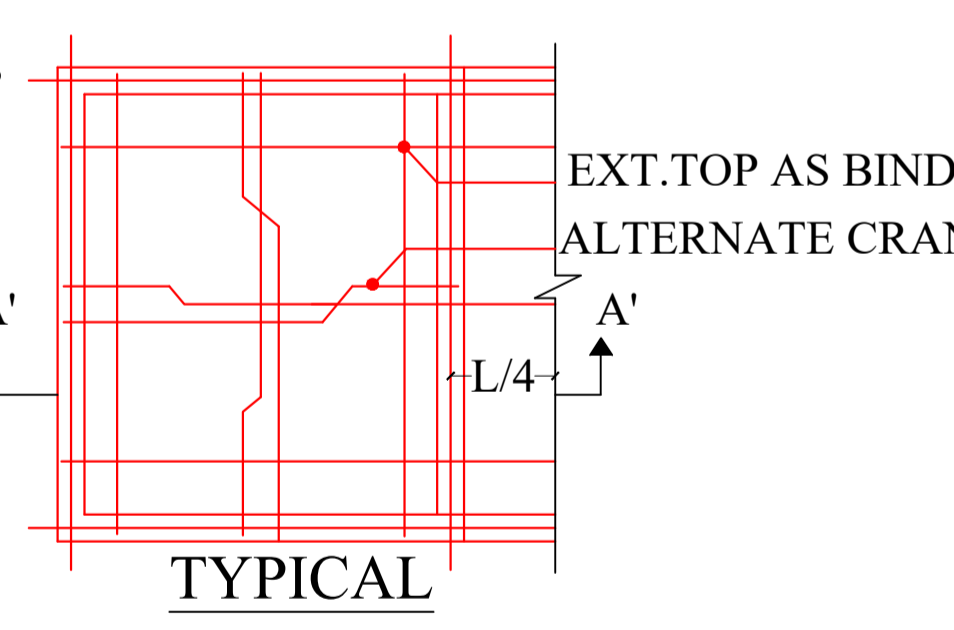 EXT.TOP AS BIND
ALTERNATE CRAN
A'
A'
L/4
TYPICAL